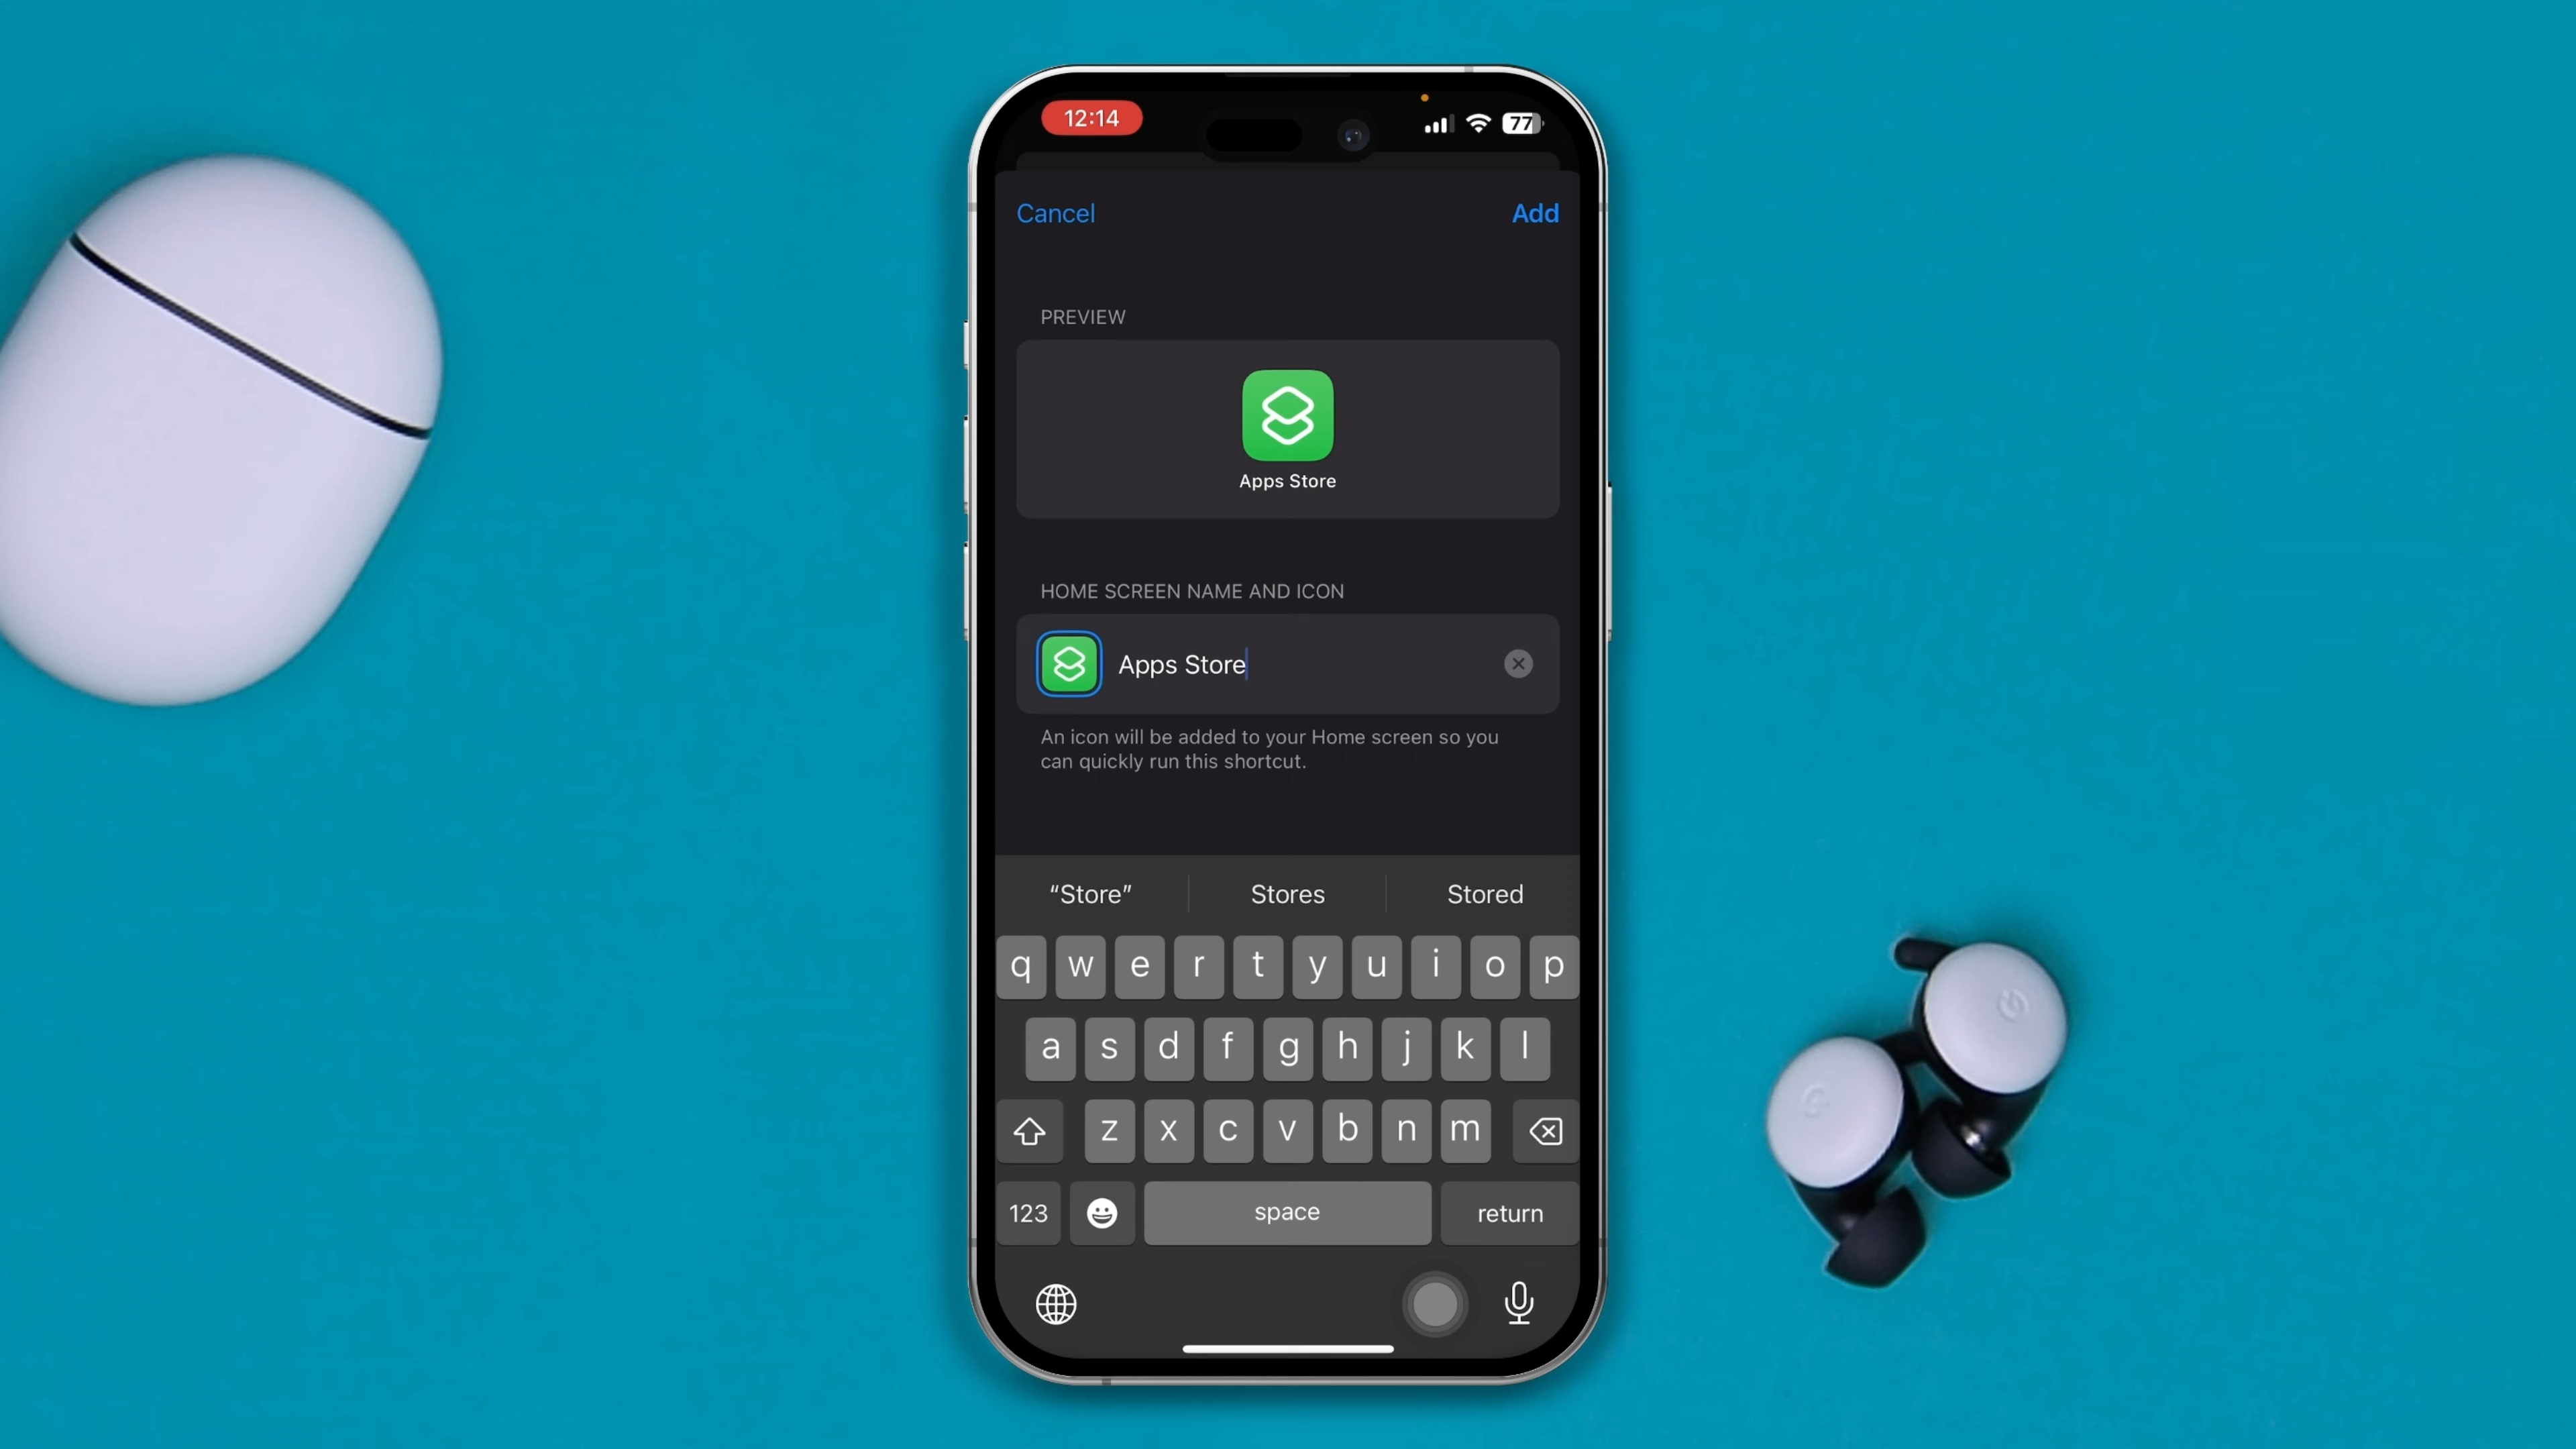 12:14
77
Cancel
Add
PREVIEW
Apps Store
HOME SCREEN NAME AND ICON
Apps Store
An icon will be added to your Home screen so you
can quickly run this shortcut.
“Store”
Stores
Stored
q w e r t y u i o p
a s d f g h j k l
z x c v b n m
123
space
return